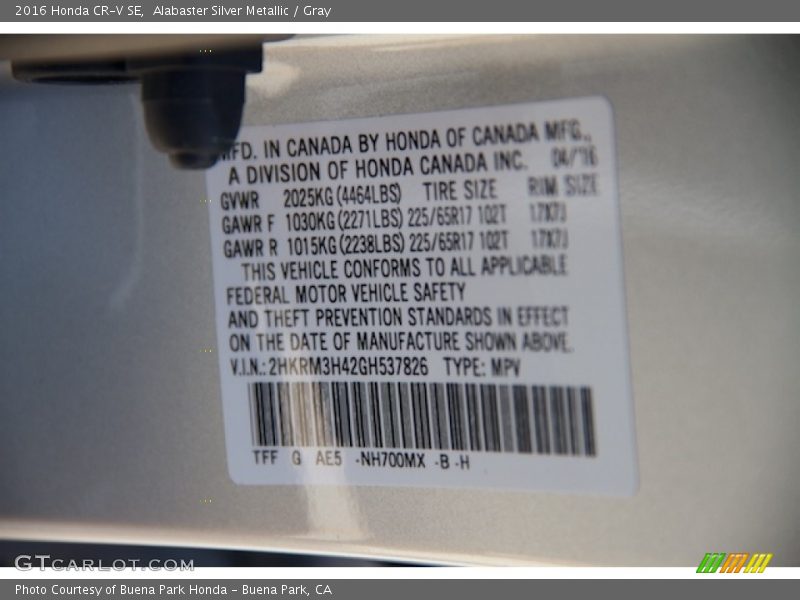 2016 Honda CR-V SE,  Alabaster Silver Metallic / Gray
MFD. IN CANADA BY HONDA OF CANADA MFG.,
A DIVISION OF HONDA CANADA INC. 04/'16
GVWR 2025KG (4464LBS) TIRE SIZE RIM SIZE
GAWR F 1030KG (2271LBS) 225/65R17 102T 17X7J
GAWR R 1015KG (2238LBS) 225/65R17 102T 17X7J
THIS VEHICLE CONFORMS TO ALL APPLICABLE
FEDERAL MOTOR VEHICLE SAFETY
AND THEFT PREVENTION STANDARDS IN EFFECT
ON THE DATE OF MANUFACTURE SHOWN ABOVE.
V.I.N.: 2HKRM3H42GH537826 TYPE: MPV
TFF G AE5 -NH700MX -B -H
GTCARLOT.COM
Photo Courtesy of Buena Park Honda - Buena Park, CA